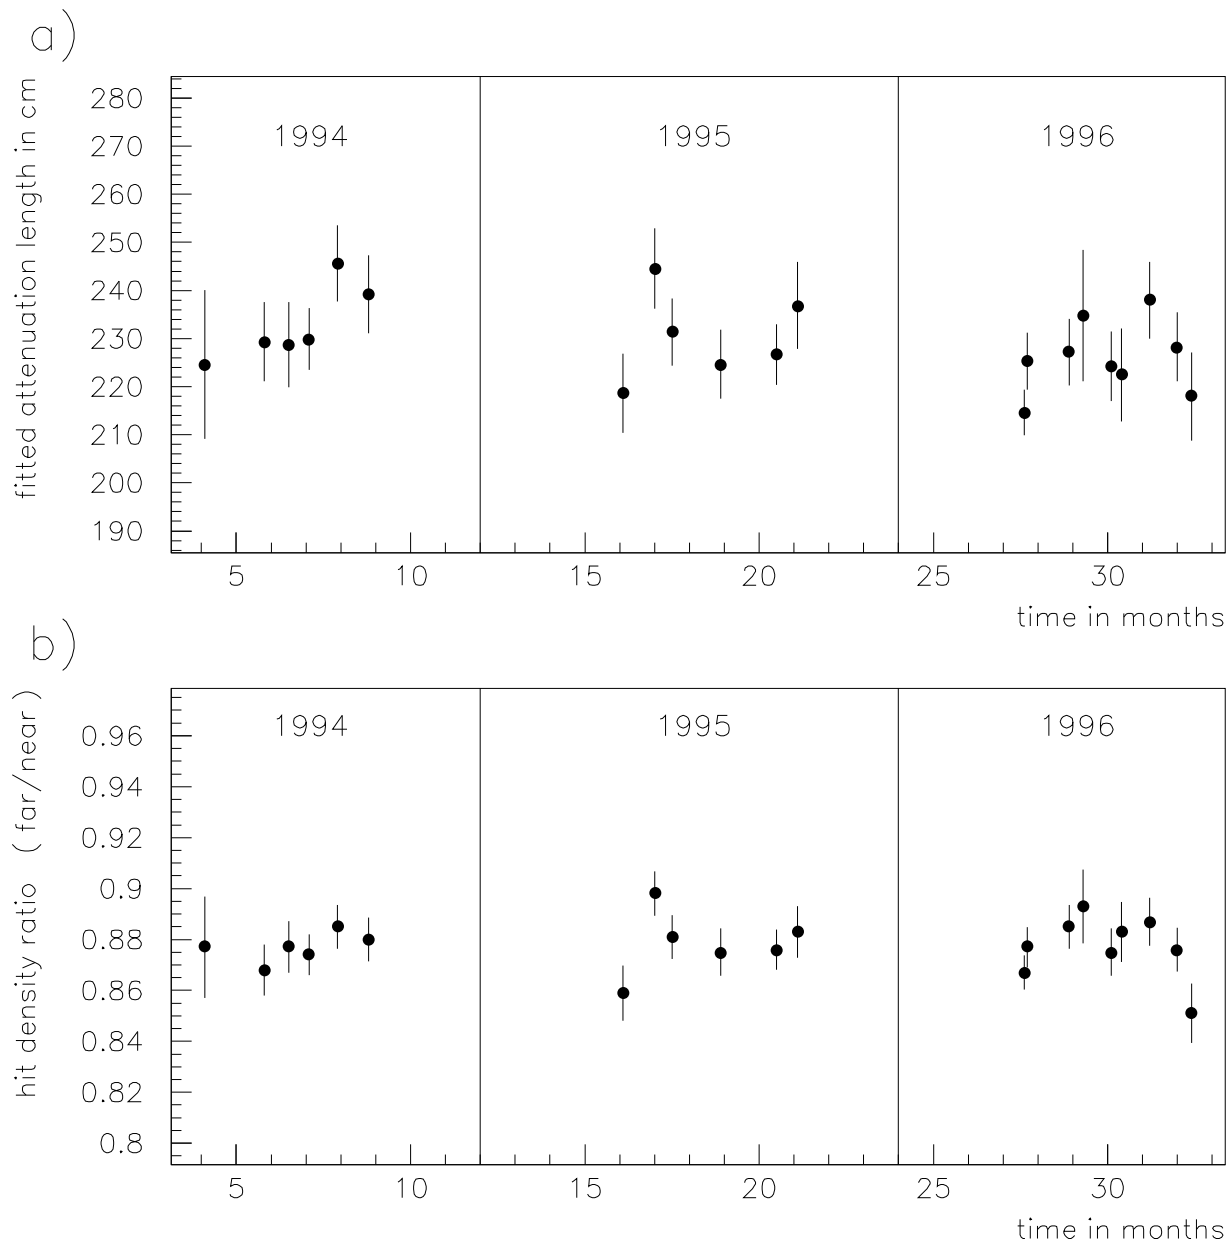 a)
fitted attenuation length in cm
280
270
260
250
240
230
220
210
200
190
1994 1995 1996
5 10 15 20 25 30
time in months
b)
hit density ratio ( far/near )
0.96
0.94
0.92
0.9
0.88
0.86
0.84
0.82
0.8
1994 1995 1996
5 10 15 20 25 30
time in months